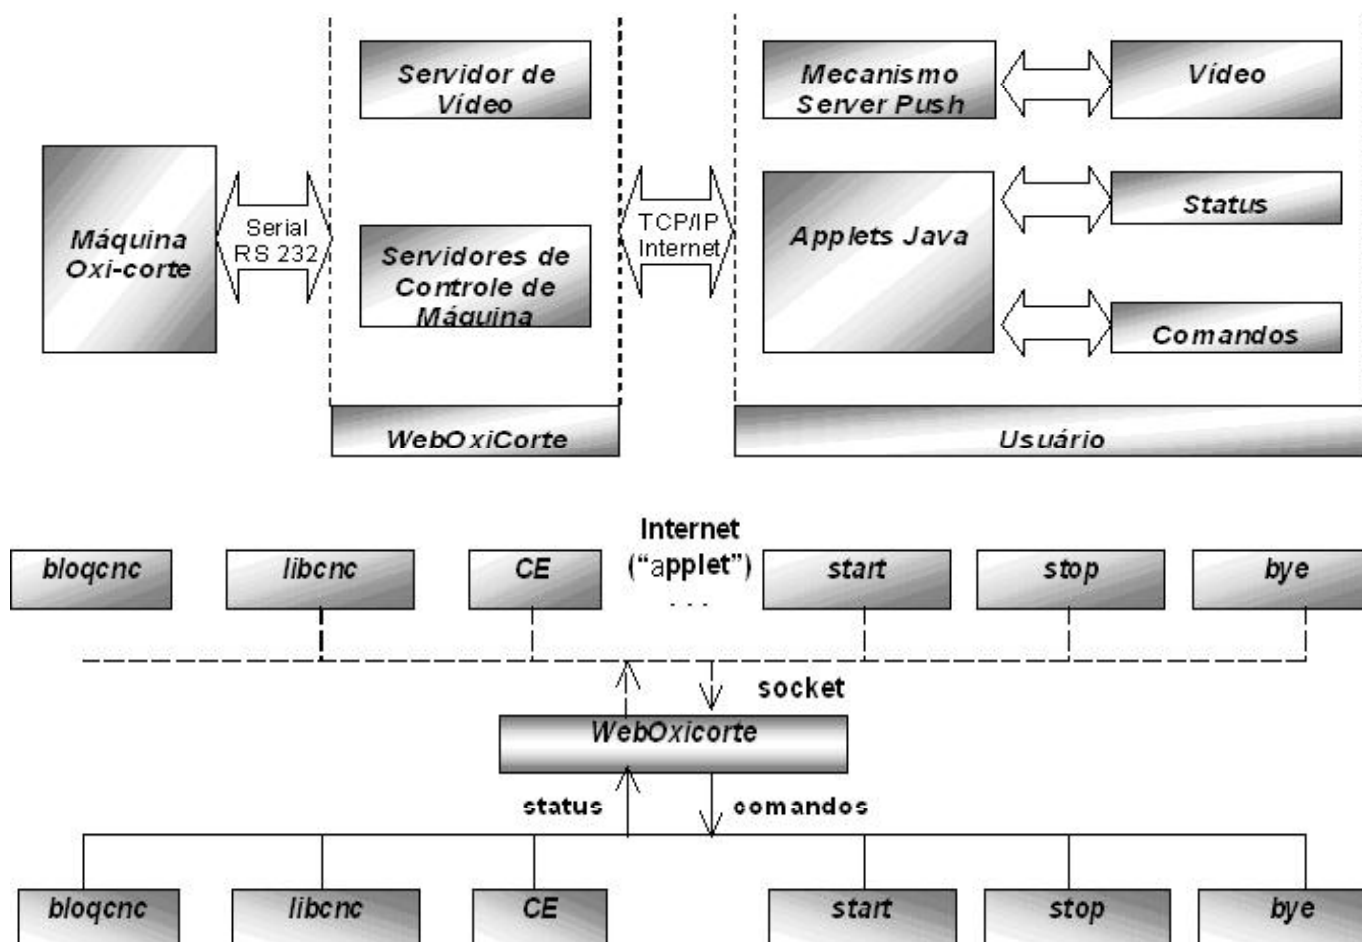 Servidor de
Vídeo
Mecanismo
Server Push
Vídeo
Máquina
Oxi-corte
Serial
RS 232
Servidores de
Controle de
Máquina
TCP/IP
Internet
Applets Java
Status
Comandos
WebOxiCorte
Usuário
Internet
("applet")
. . .
bloqcnc
libcnc
CE
start
stop
bye
socket
WebOxicorte
status
comandos
bloqcnc
libcnc
CE
start
stop
bye